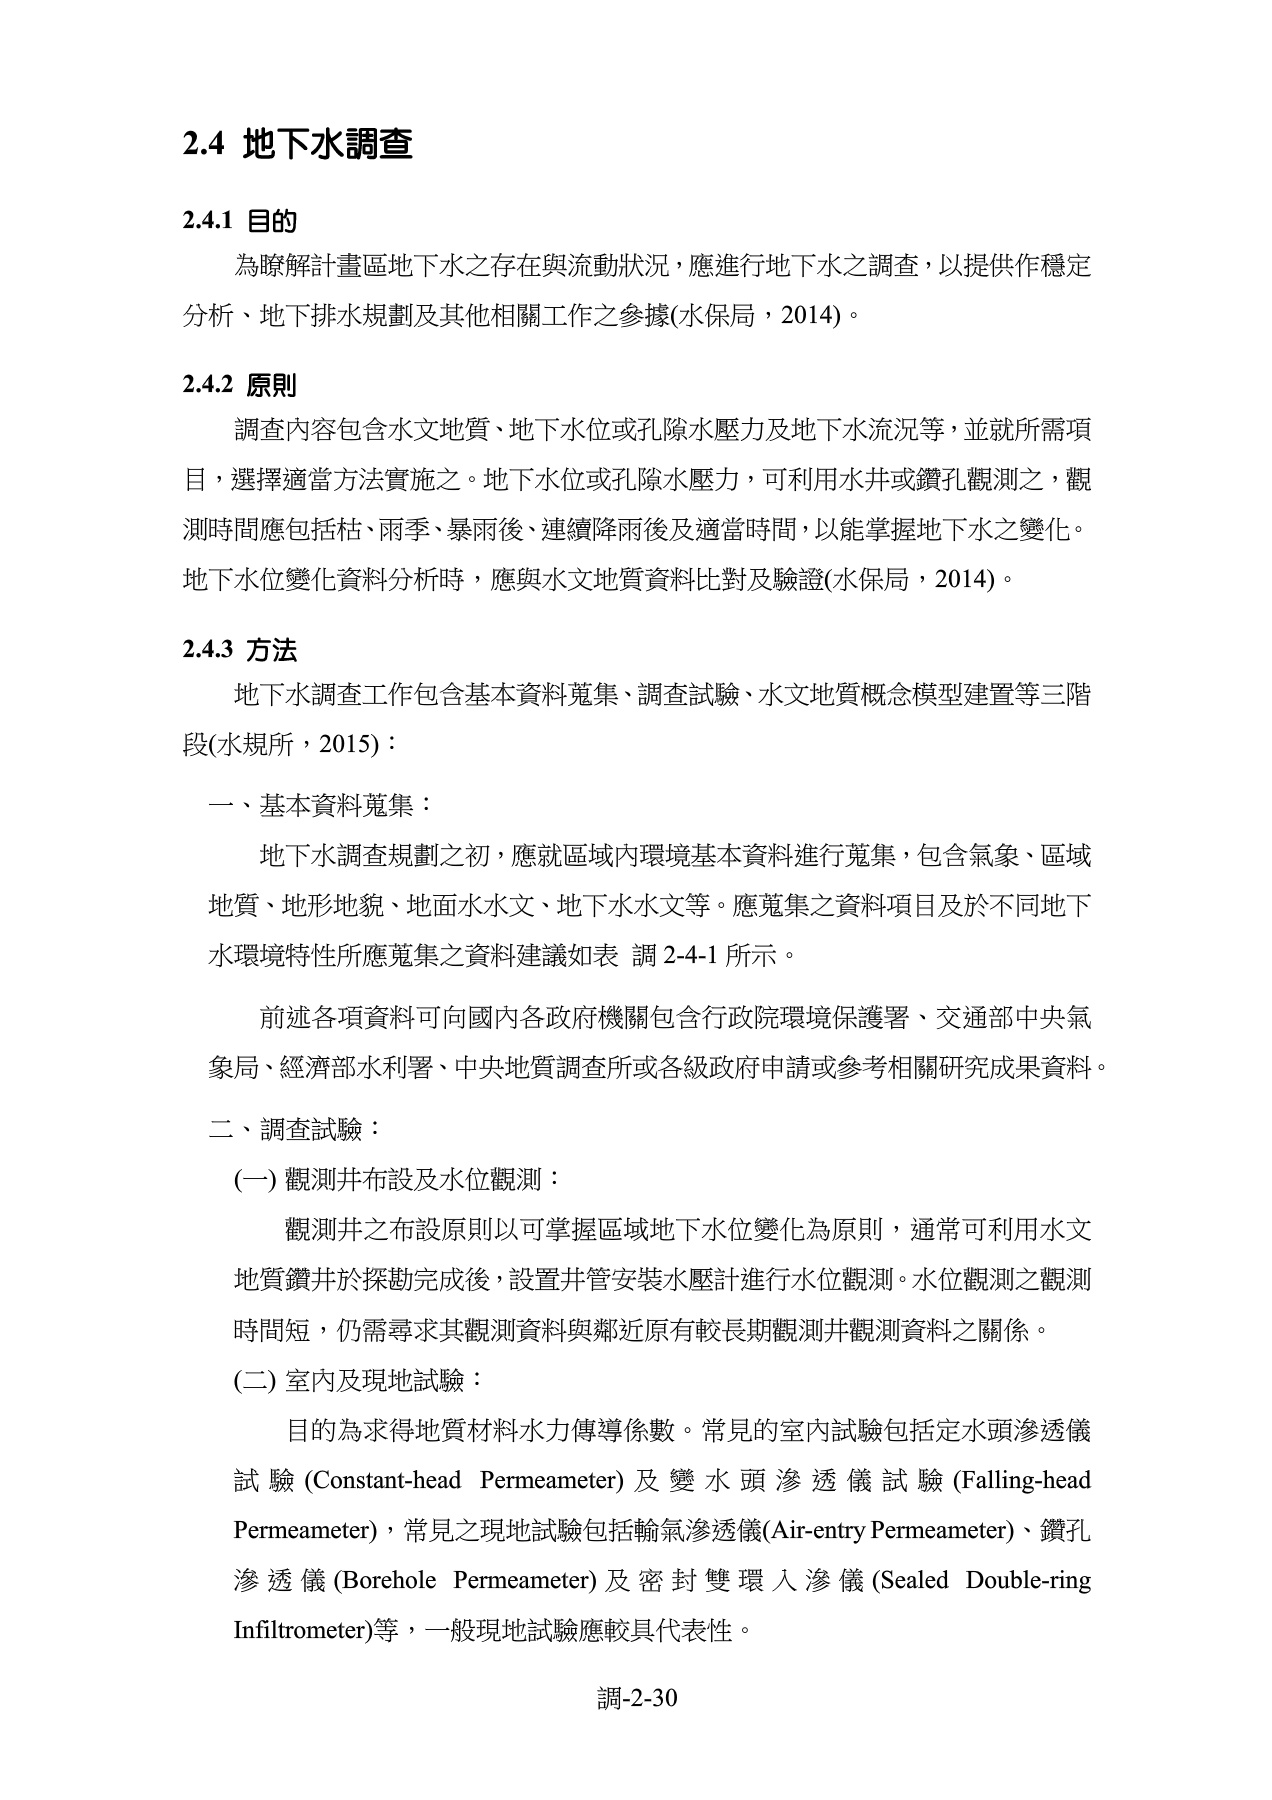 2.4 地下水調查
2.4.1 目的
為瞭解計畫區地下水之存在與流動狀況，應進行地下水之調查，以提供作穩定
分析、地下排水規劃及其他相關工作之參據(水保局，2014)。
2.4.2 原則
調查內容包含水文地質、地下水位或孔隙水壓力及地下水流況等，並就所需項
目，選擇適當方法實施之。地下水位或孔隙水壓力，可利用水井或鑽孔觀測之，觀
測時間應包括枯、雨季、暴雨後、連續降雨後及適當時間，以能掌握地下水之變化。
地下水位變化資料分析時，應與水文地質資料比對及驗證(水保局，2014)。
2.4.3 方法
地下水調查工作包含基本資料蒐集、調查試驗、水文地質概念模型建置等三階
段(水規所，2015)：
一、基本資料蒐集：
地下水調查規劃之初，應就區域內環境基本資料進行蒐集，包含氣象、區域
地質、地形地貌、地面水水文、地下水水文等。應蒐集之資料項目及於不同地下
水環境特性所應蒐集之資料建議如表 調 2-4-1 所示。
前述各項資料可向國內各政府機關包含行政院環境保護署、交通部中央氣
象局、經濟部水利署、中央地質調查所或各級政府申請或參考相關研究成果資料。
二、調查試驗：
(一) 觀測井布設及水位觀測：
觀測井之布設原則以可掌握區域地下水位變化為原則，通常可利用水文
地質鑽井於探勘完成後，設置井管安裝水壓計進行水位觀測。水位觀測之觀測
時間短，仍需尋求其觀測資料與鄰近原有較長期觀測井觀測資料之關係。
(二) 室內及現地試驗：
目的為求得地質材料水力傳導係數。常見的室內試驗包括定水頭滲透儀
試驗(Constant-head Permeameter)及變水頭滲透儀試驗(Falling-head
Permeameter)，常見之現地試驗包括輸氣滲透儀(Air-entry Permeameter)、鑽孔
滲透儀(Borehole Permeameter)及密封雙環入滲儀(Sealed Double-ring
Infiltrometer)等，一般現地試驗應較具代表性。
調-2-30